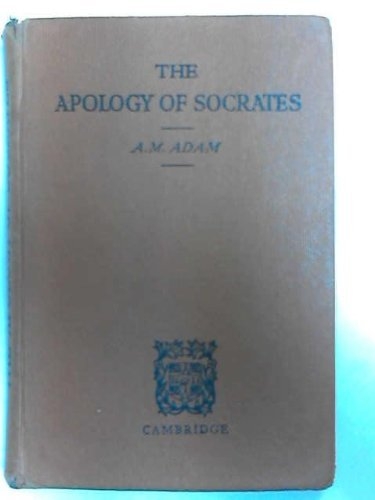 THE
APOLOGY OF SOCRATES
A.M. ADAM
CAMBRIDGE